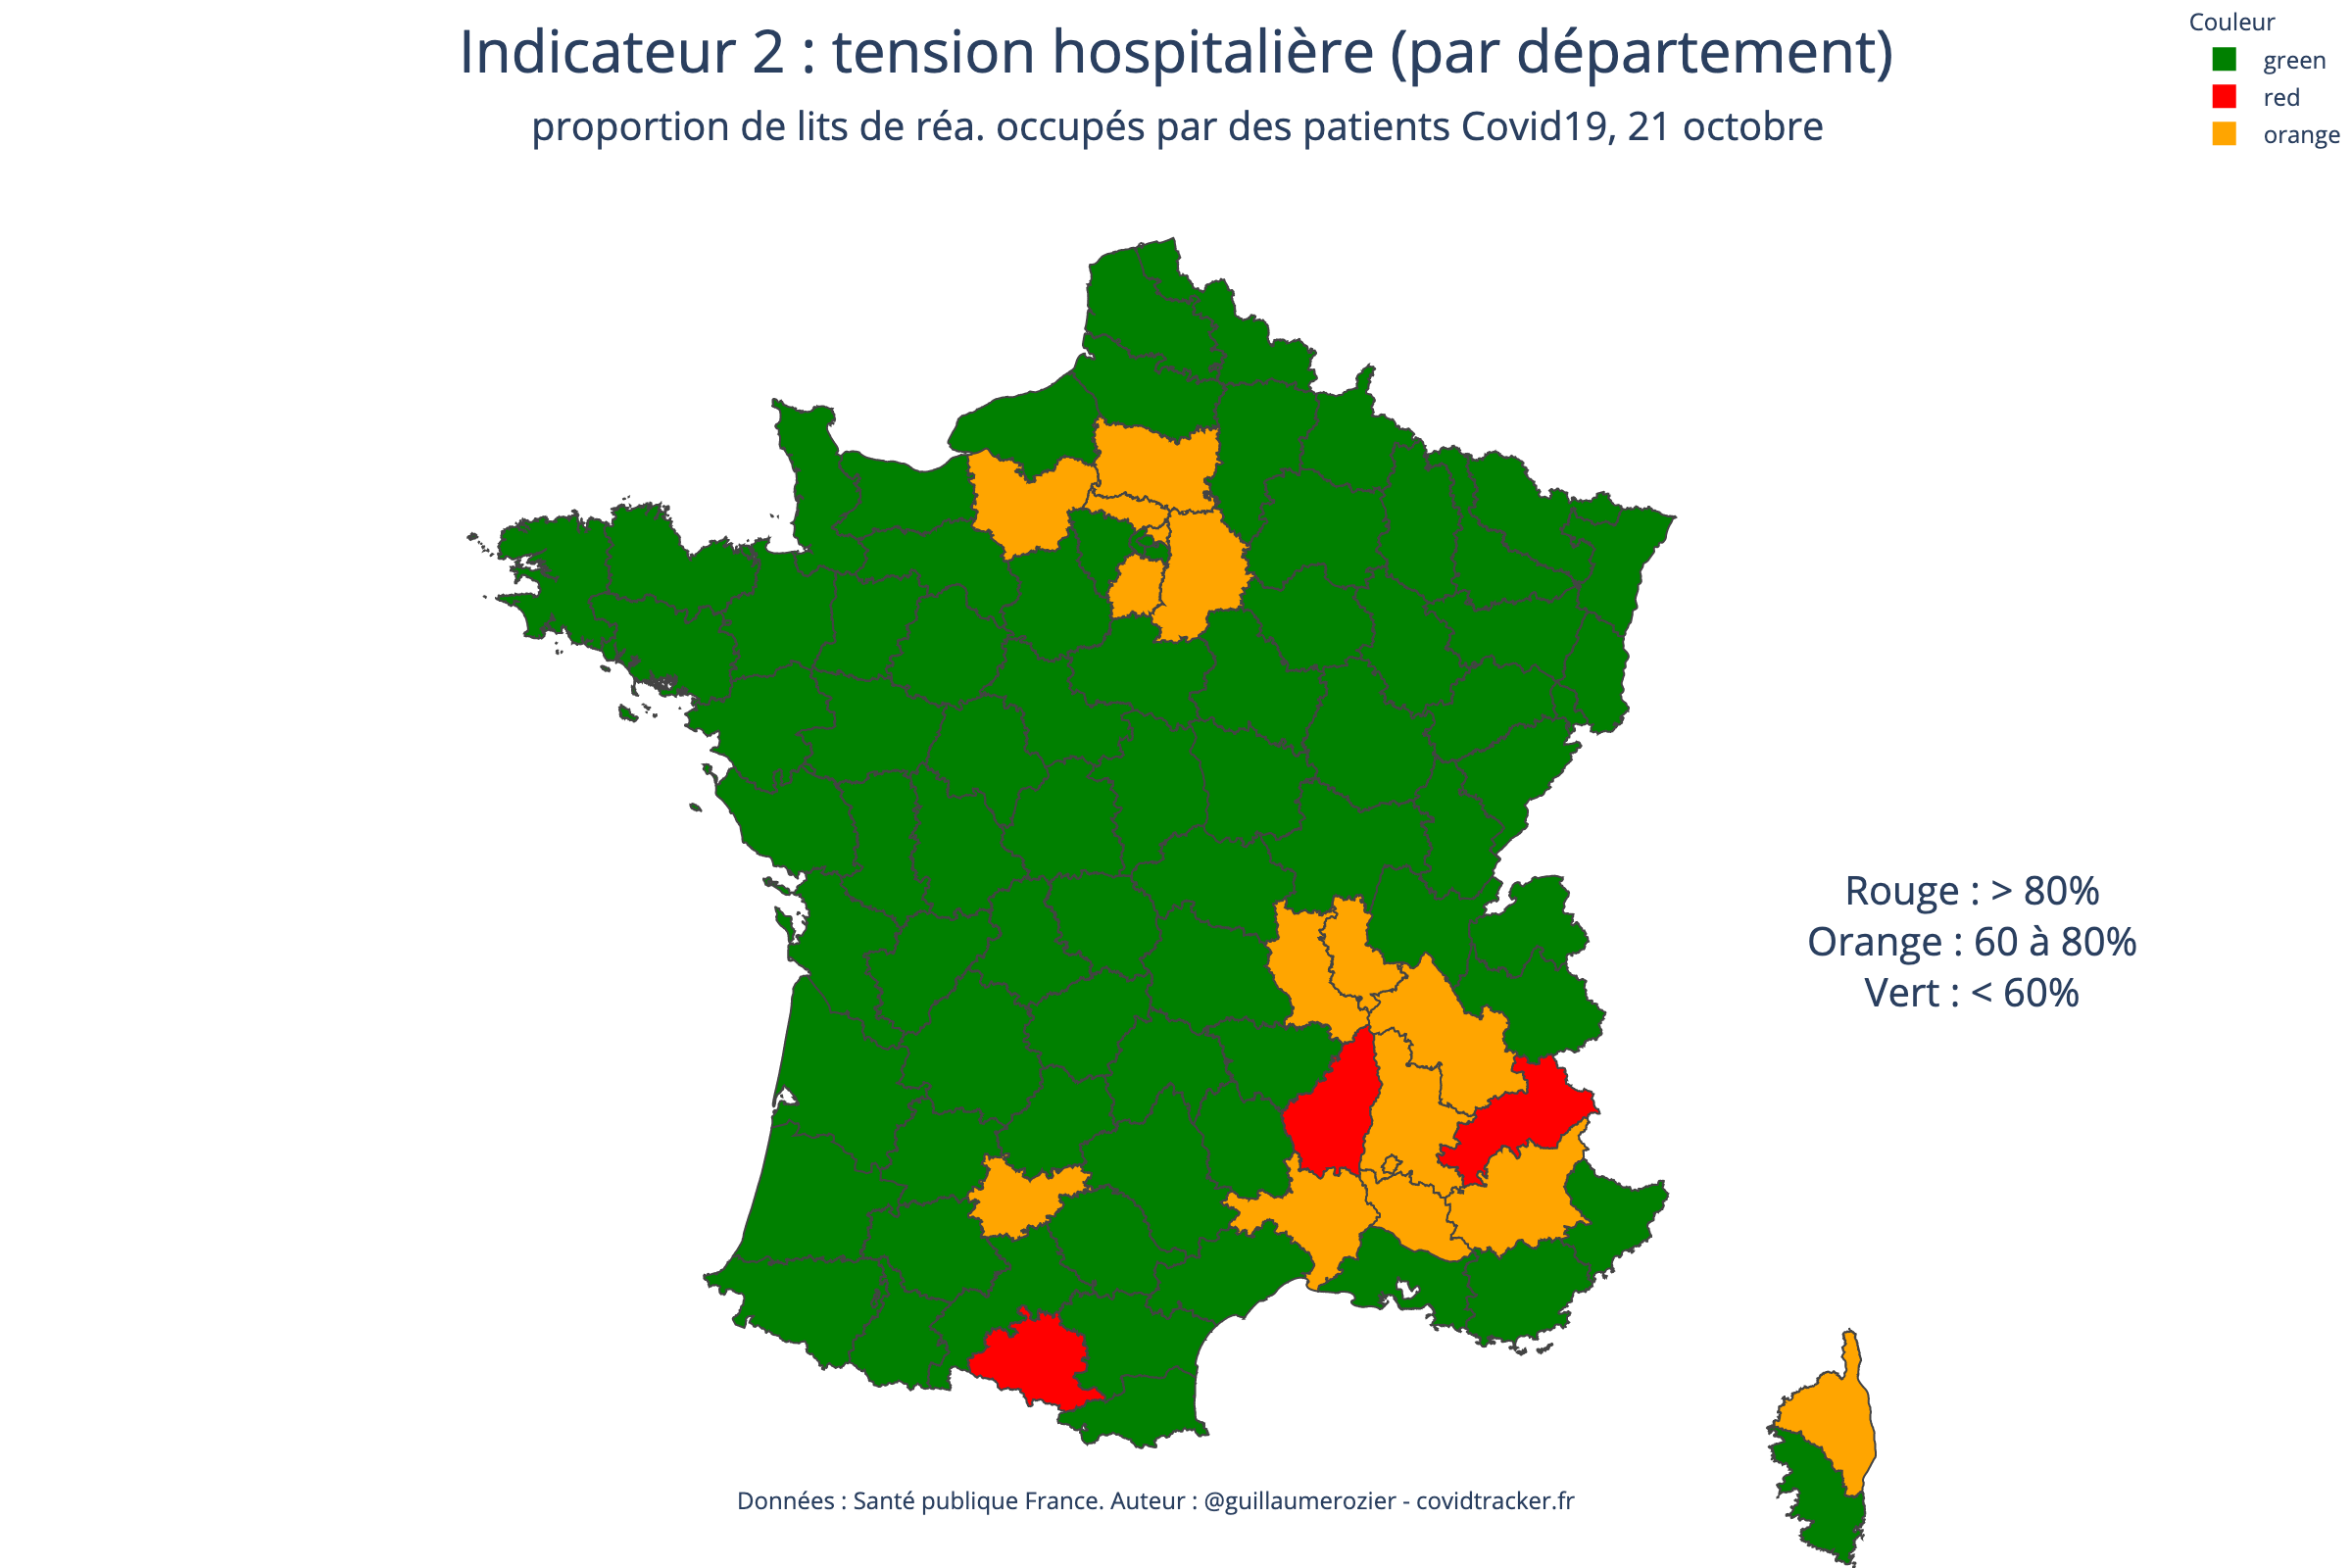 Indicateur 2 : tension hospitalière (par département)
proportion de lits de réa. occupés par des patients Covid19, 21 octobre
Couleur
green
red
orange
Rouge : > 80%
Orange : 60 à 80%
Vert : < 60%
Données : Santé publique France. Auteur : @guillaumerozier - covidtracker.fr